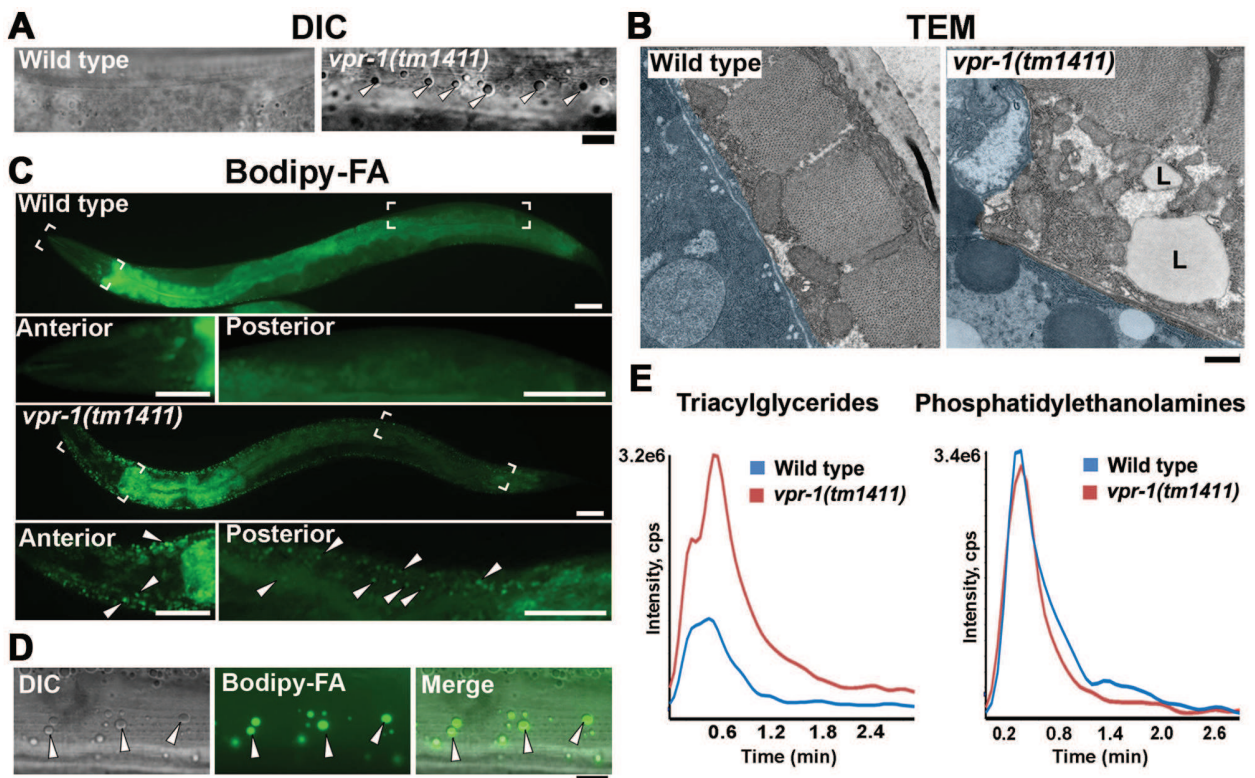 A
DIC
Wild type
vpr-1(tm1411)
B
TEM
Wild type
vpr-1(tm1411)
L
L
C
Bodipy-FA
Wild type
Anterior
Posterior
vpr-1(tm1411)
Anterior
Posterior
D
DIC
Bodipy-FA
Merge
E
Triacylglycerides
3.2e6
Wild type
vpr-1(tm1411)
Intensity, cps
0.6 1.2 1.8 2.4
Time (min)
Phosphatidylethanolamines
3.4e6
Wild type
vpr-1(tm1411)
Intensity, cps
0.2 0.8 1.4 2.0 2.6
Time (min)